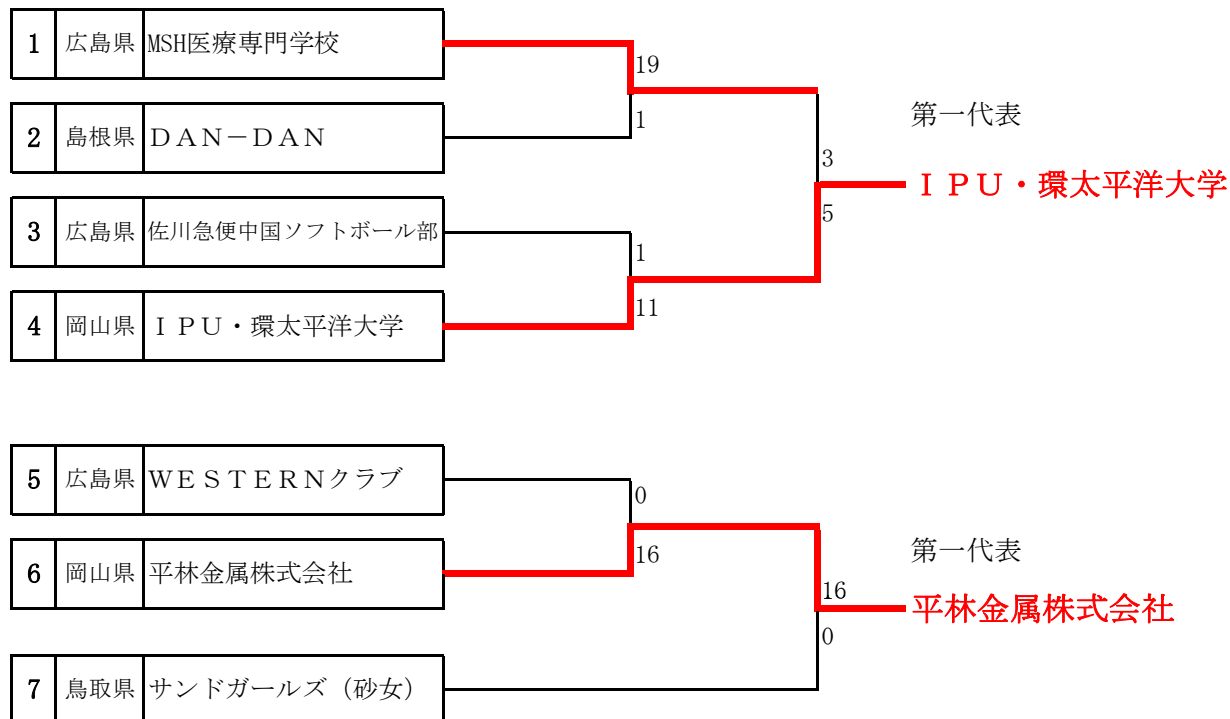 1 広島県 MSH医療専門学校
19
1
2 島根県 ＤＡＮ－ＤＡＮ
第一代表
3
ＩＰＵ・環太平洋大学
5
3 広島県 佐川急便中国ソフトボール部
1
11
4 岡山県 ＩＰＵ・環太平洋大学
5 広島県 ＷＥＳＴＥＲＮクラブ
0
16
6 岡山県 平林金属株式会社
第一代表
16
平林金属株式会社
0
7 鳥取県 サンドガールズ（砂女）